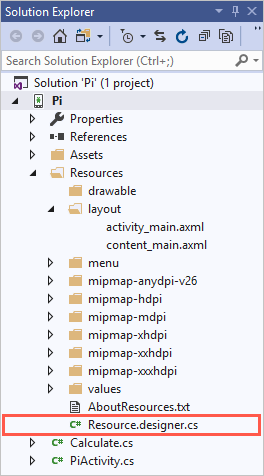 Solution Explorer
Search Solution Explorer (Ctrl+;)
Solution 'Pi' (1 project)
Pi
Properties
References
Assets
Resources
drawable
layout
activity_main.axml
content_main.axml
menu
mipmap-anydpi-v26
mipmap-hdpi
mipmap-mdpi
mipmap-xhdpi
mipmap-xxhdpi
mipmap-xxxhdpi
values
AboutResources.txt
C# Resource.designer.cs
C# Calculate.cs
C# PiActivity.cs